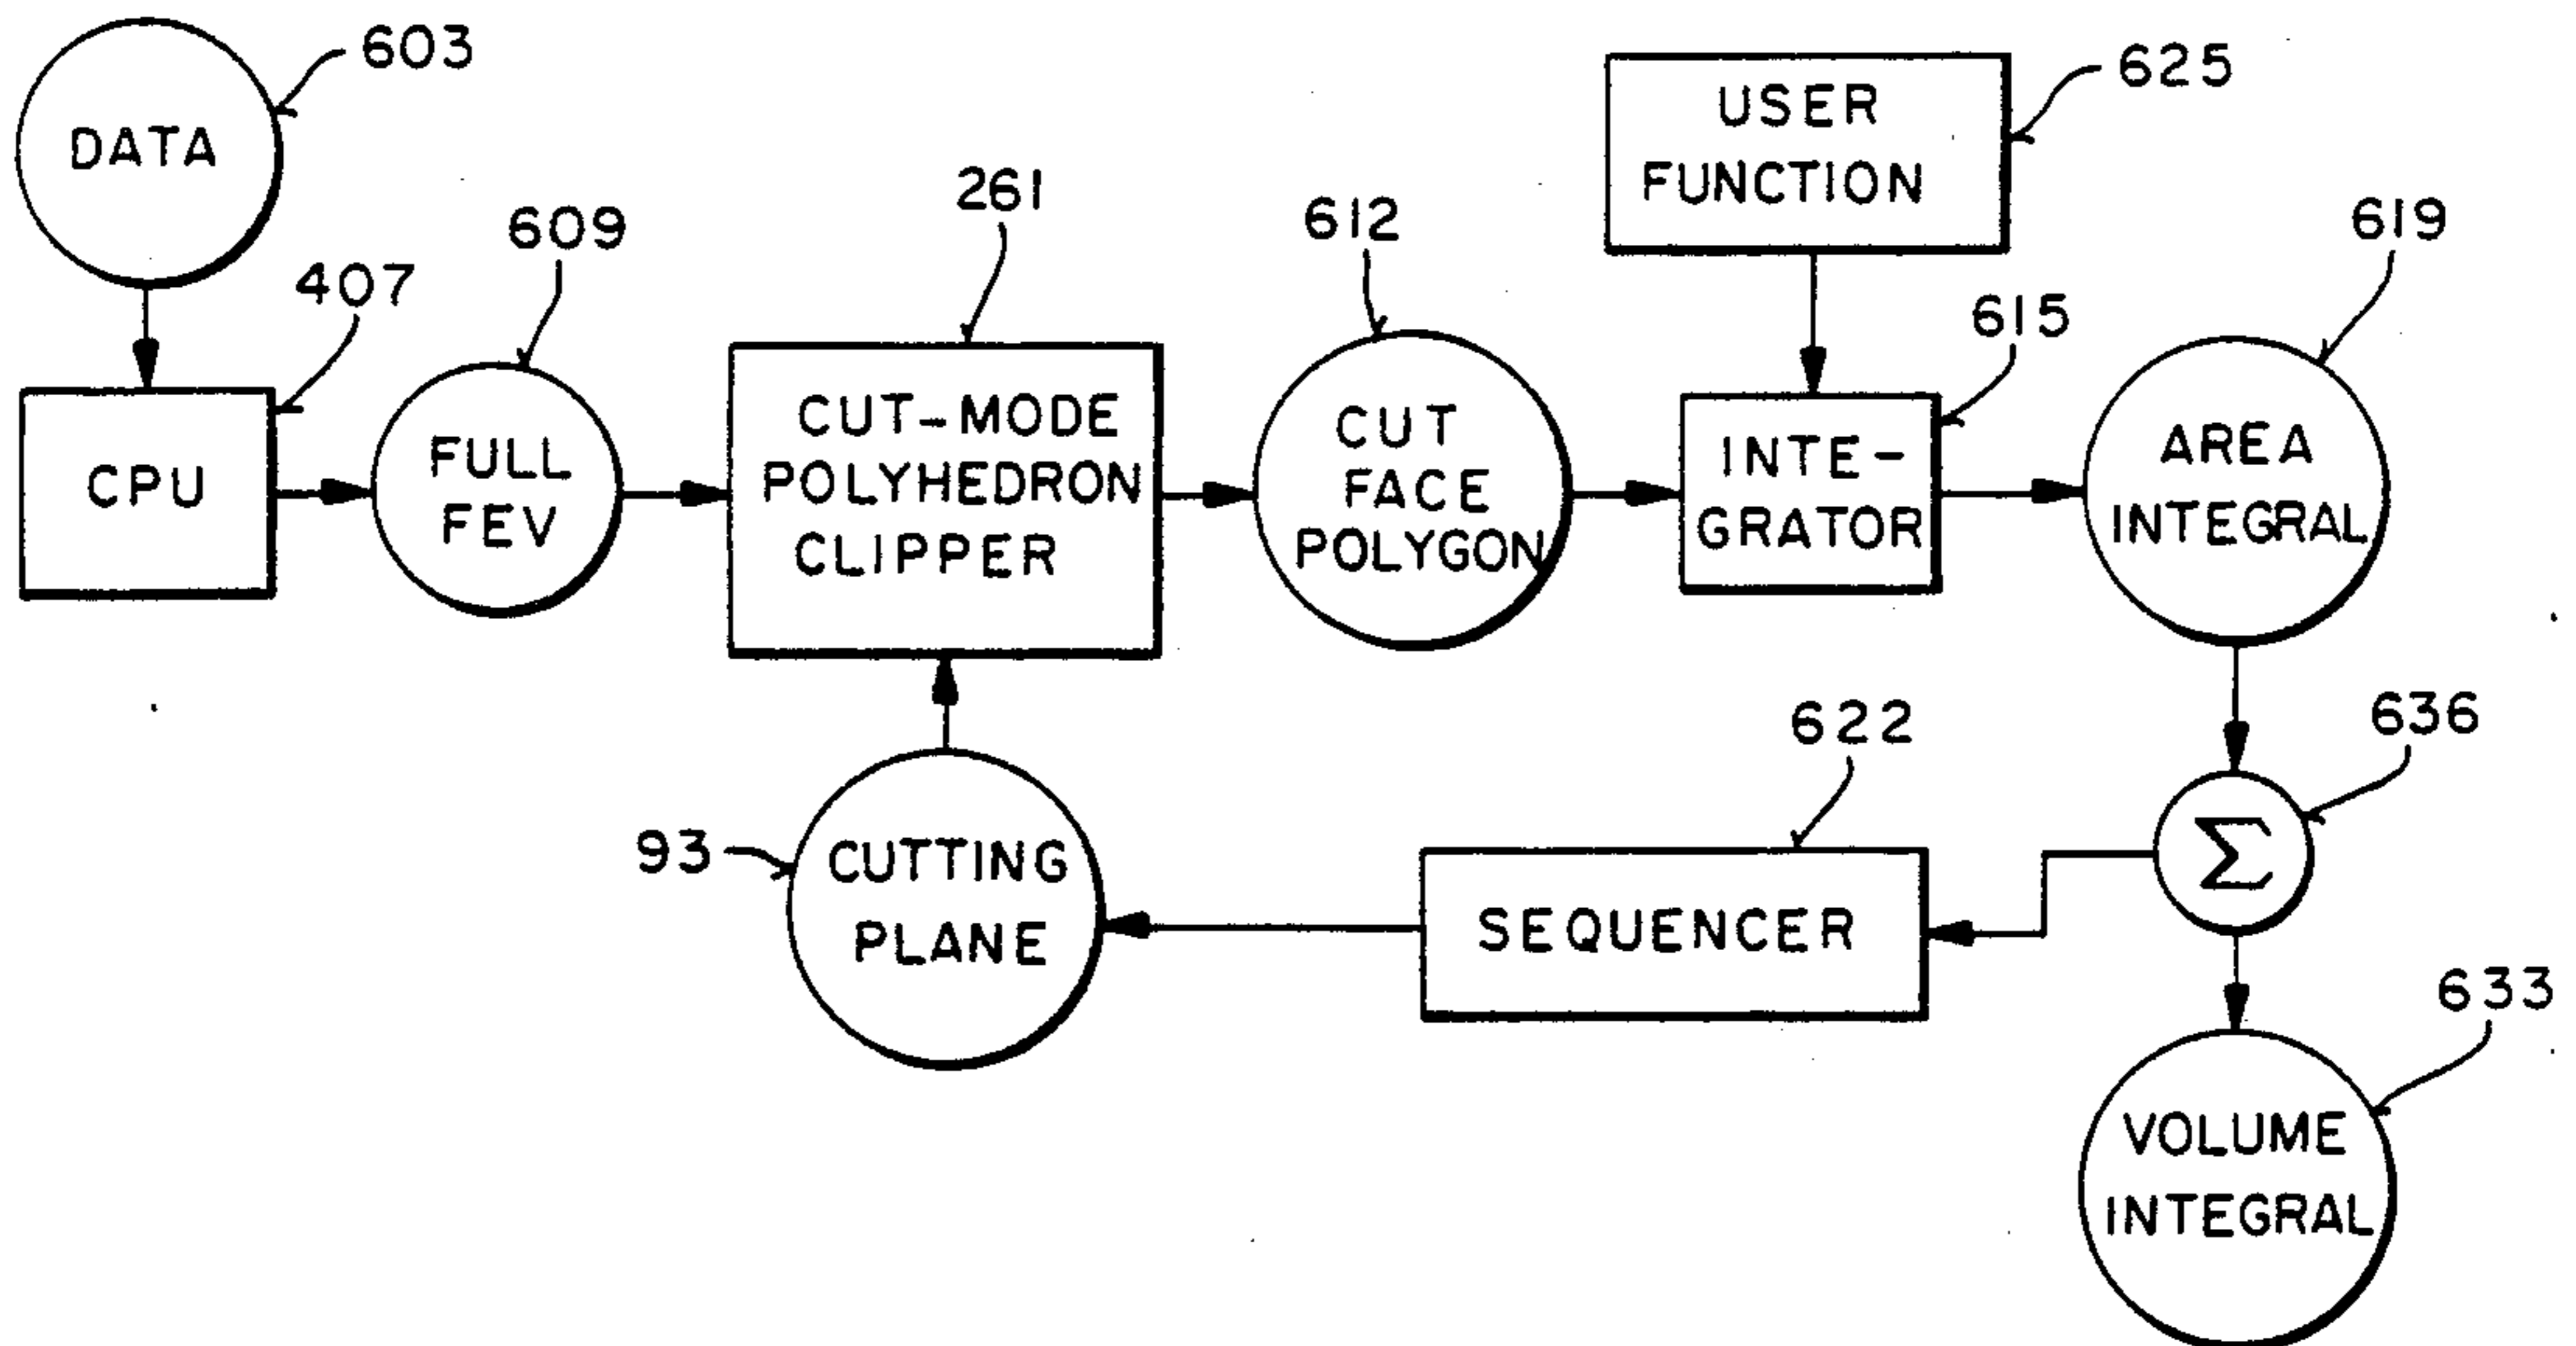 603
DATA
407
CPU
609
FULL
FEV
261
CUT-MODE
POLYHEDRON
CLIPPER
612
CUT
FACE
POLYGON
USER
FUNCTION
625
615
INTE-
GRATOR
619
AREA
INTEGRAL
636
Σ
622
SEQUENCER
93
CUTTING
PLANE
633
VOLUME
INTEGRAL